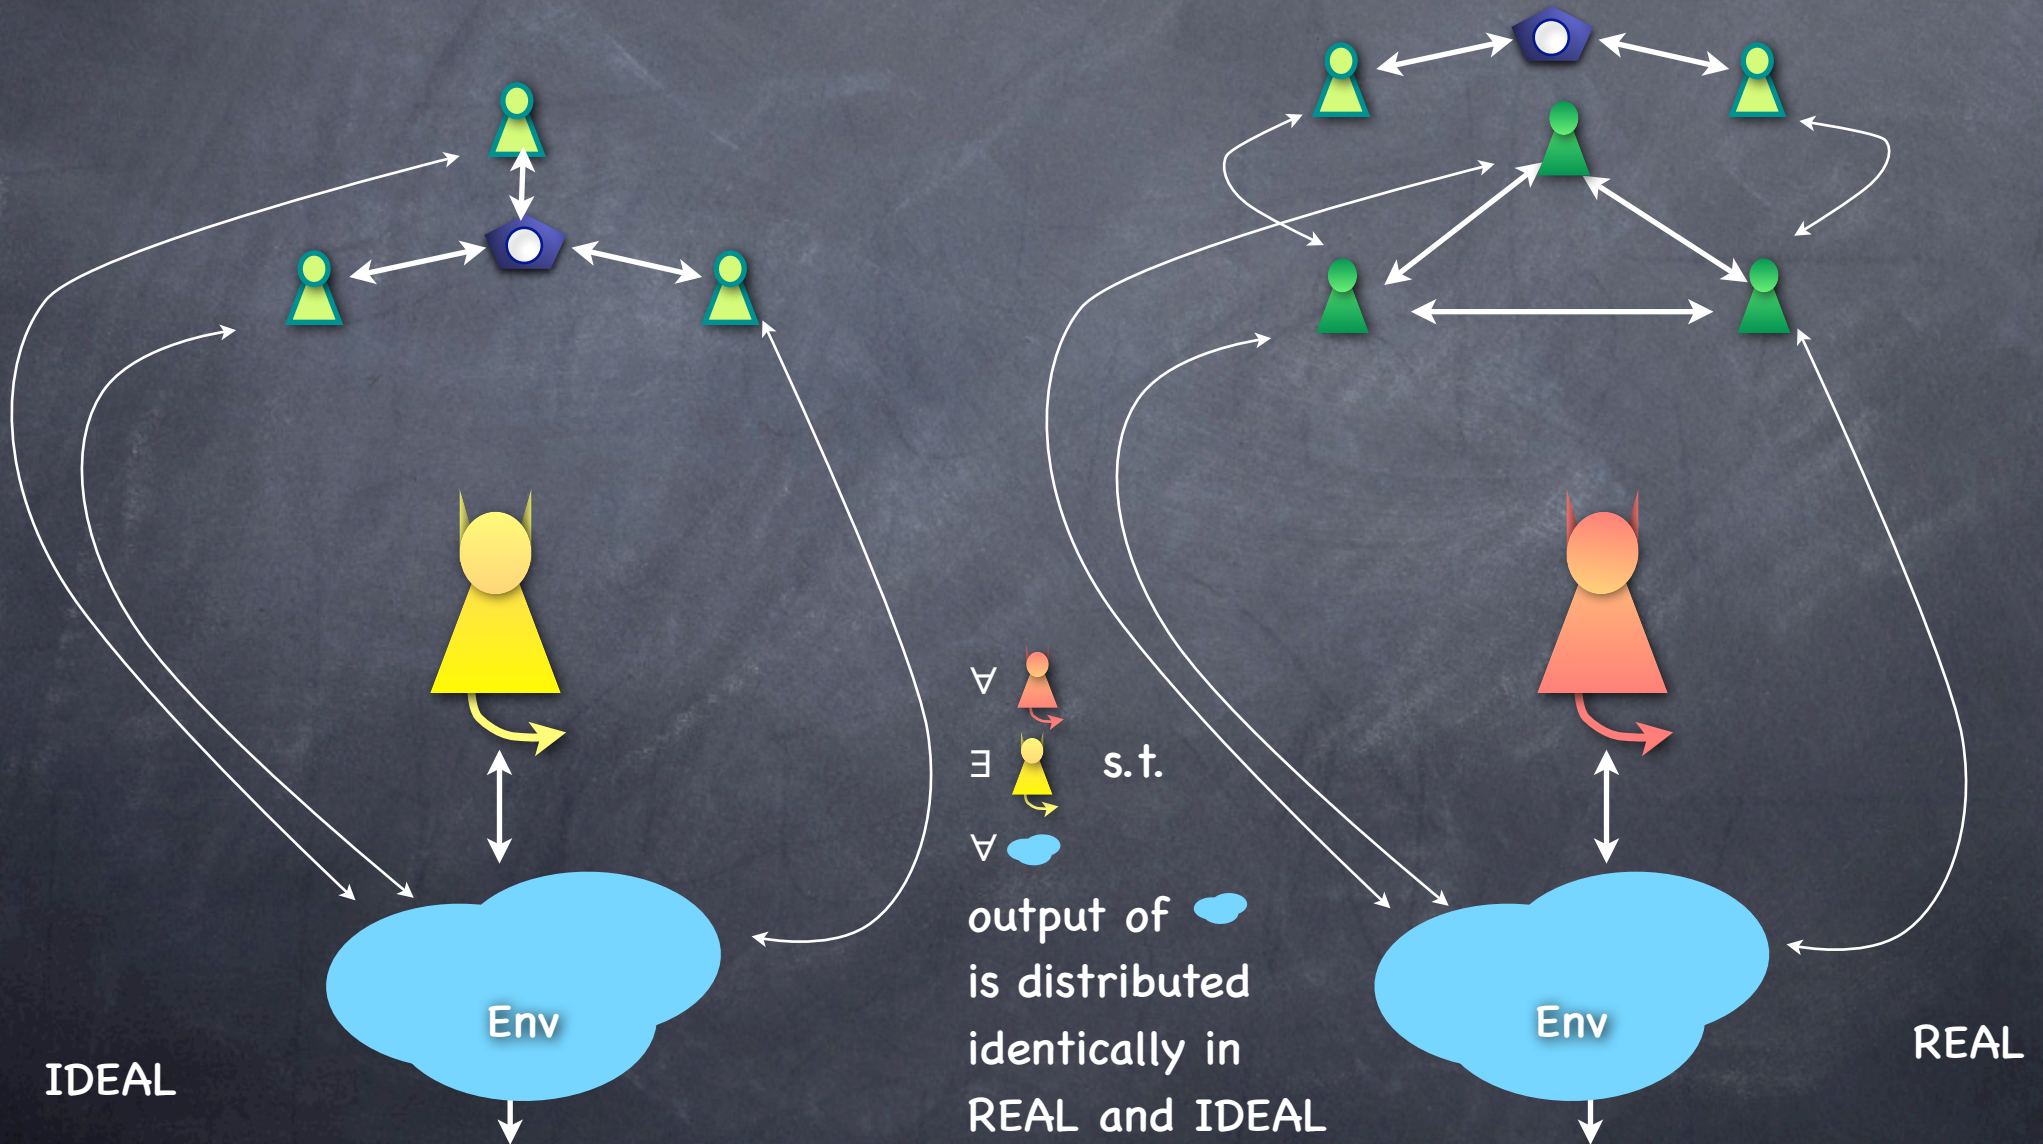 ∀
∃ s.t.
∀
output of
is distributed
identically in
REAL and IDEAL
Env
IDEAL
Env
REAL